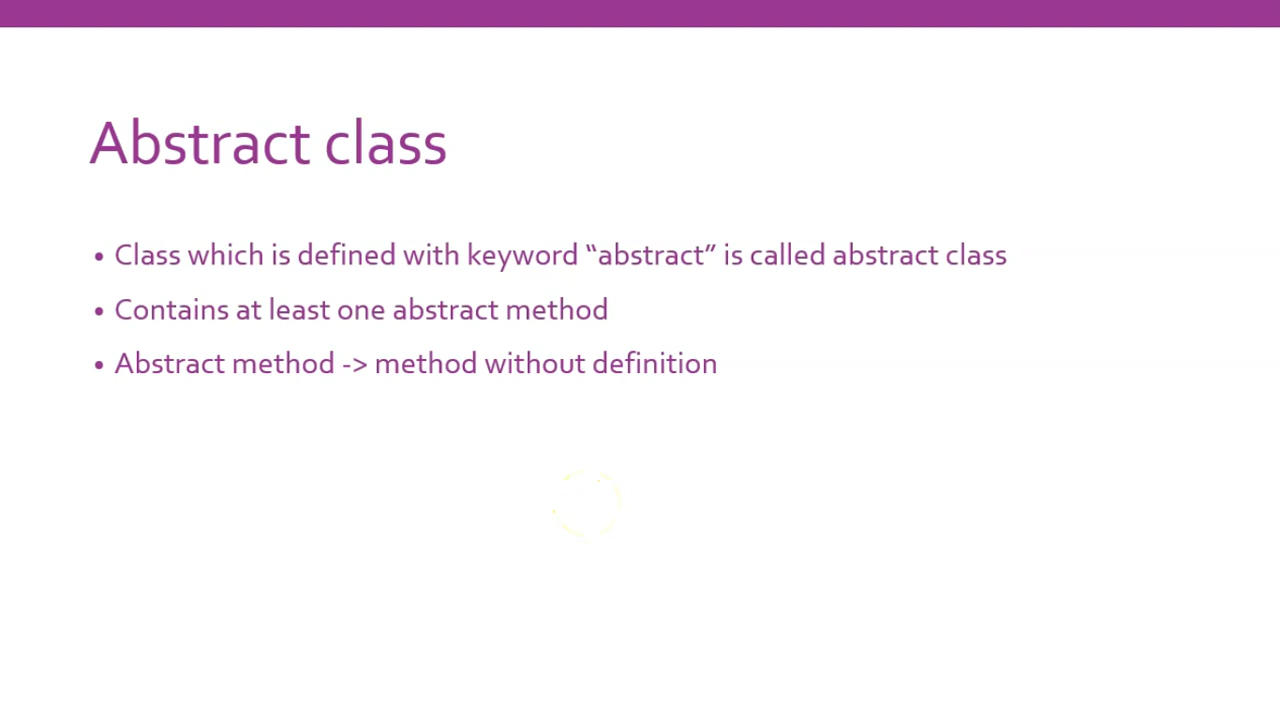 Abstract class
• Class which is defined with keyword “abstract” is called abstract class
• Contains at least one abstract method
• Abstract method -> method without definition